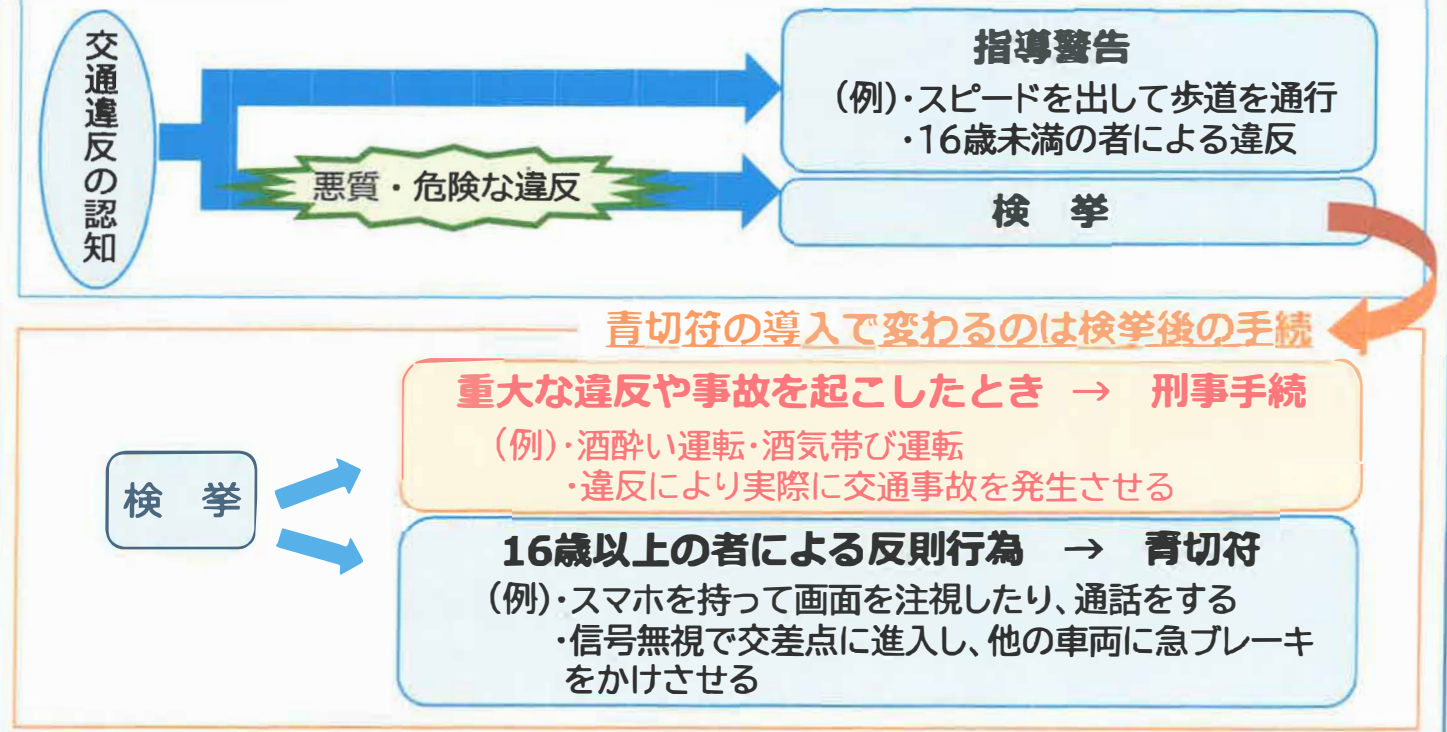 交通違反の認知
指導警告
（例）・スピードを出して歩道を通行
・16歳未満の者による違反
悪質・危険な違反
検　挙
青切符の導入で変わるのは検挙後の手続
重大な違反や事故を起こしたとき　→　刑事手続
（例）・酒酔い運転・酒気帯び運転
・違反により実際に交通事故を発生させる
検　挙
16歳以上の者による反則行為　→　青切符
（例）・スマホを持って画面を注視したり、通話をする
・信号無視で交差点に進入し、他の車両に急ブレーキ
をかけさせる